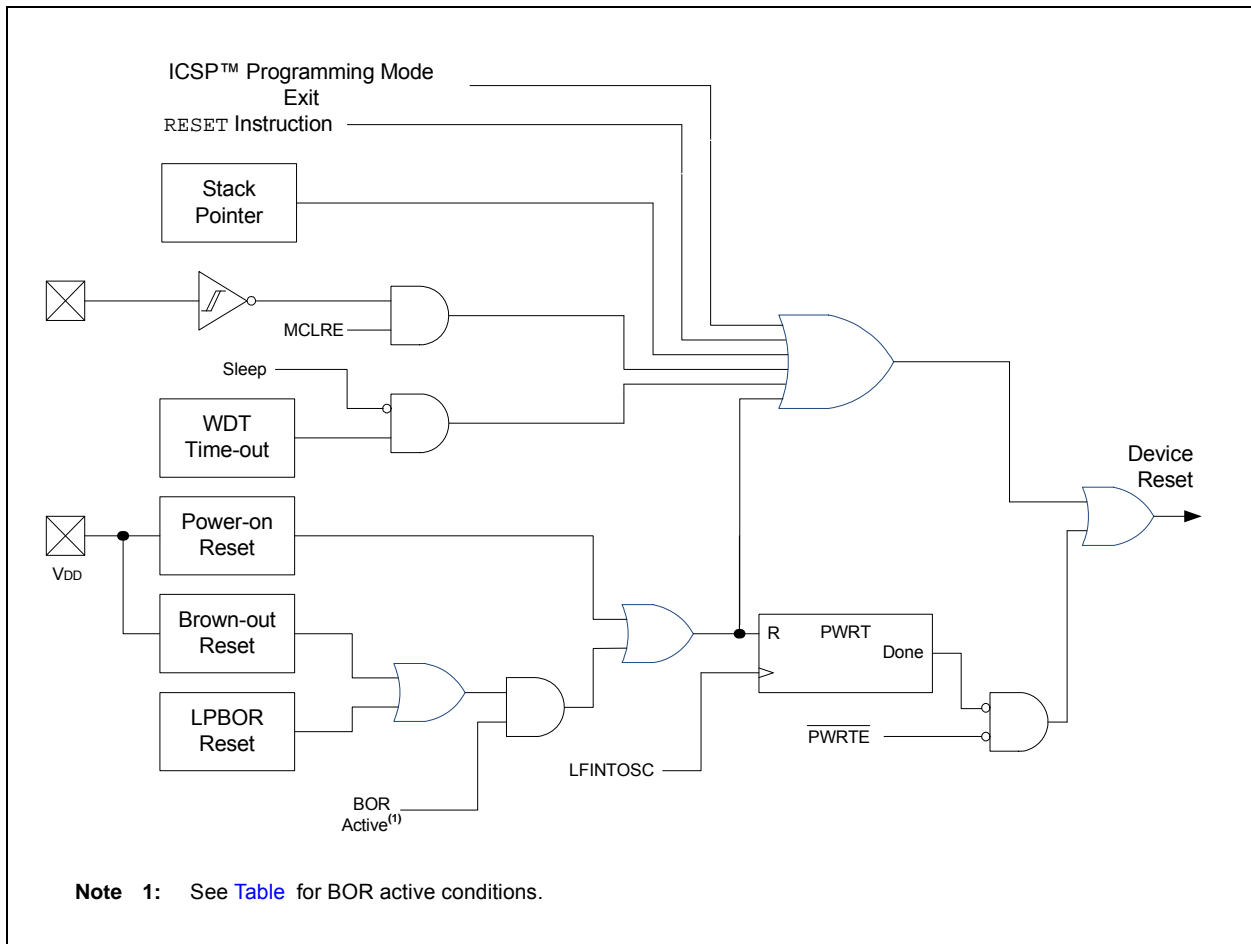 ICSP™ Programming Mode
Exit
RESET Instruction
Stack
Pointer
MCLRE
Sleep
WDT
Time-out
Device
Reset
Power-on
Reset
VDD
Brown-out
Reset
R PWRT
Done
LPBOR
Reset
PWRTE
LFINTOSC
BOR
Active(1)
Note 1: See Table for BOR active conditions.